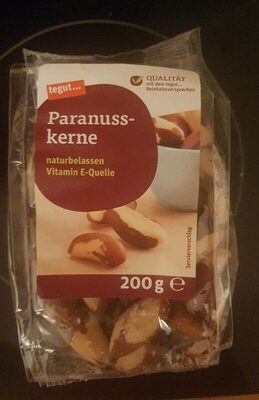 tegut...
QUALITÄT
mit dem tegut...
Reinheitsversprechen
Paranuss-
kerne
naturbelassen
Vitamin E-Quelle
Serviervorschlag
200 g ℮